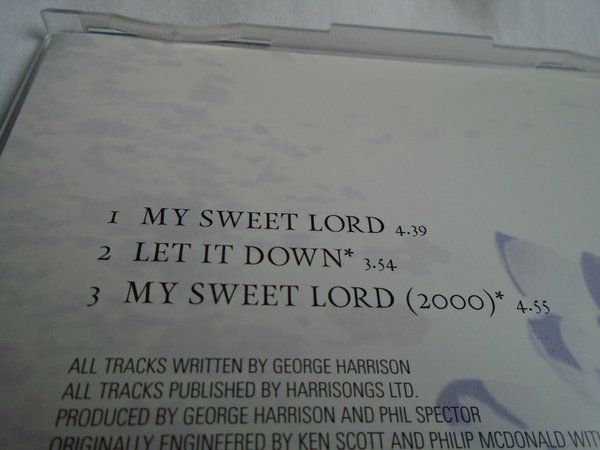 1 MY SWEET LORD 4.39
2 LET IT DOWN* 3.54
3 MY SWEET LORD (2000)* 4.55
ALL TRACKS WRITTEN BY GEORGE HARRISON
ALL TRACKS PUBLISHED BY HARRISONGS LTD.
PRODUCED BY GEORGE HARRISON AND PHIL SPECTOR
ORIGINALLY ENGINEERED BY KEN SCOTT AND PHILIP MCDONALD WITH